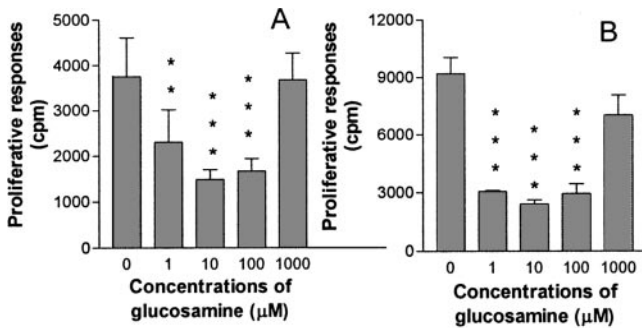 A
Proliferative responses
(cpm)
5000
4000
3000
2000
1000
0
* *
* * *
* * *
0 1 10 100 1000
Concentrations of
glucosamine (μM)
B
Proliferative responses
(cpm)
12000
9000
6000
3000
0
* * *
* * *
* * *
0 1 10 100 1000
Concentrations of
glucosamine (μM)